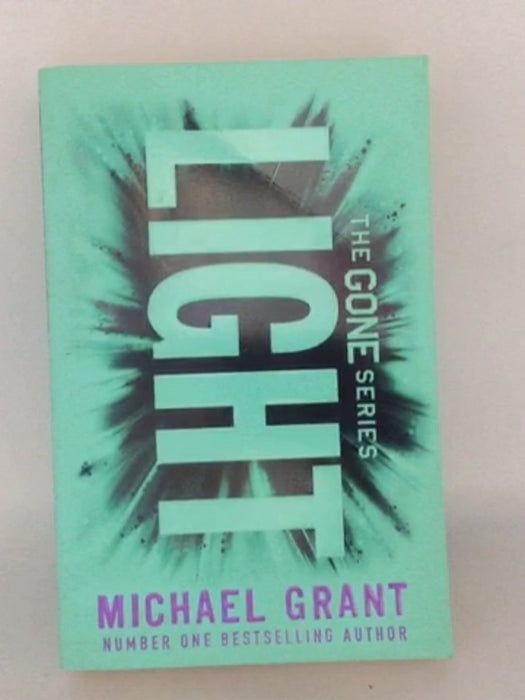 THE GONE SERIES
LIGHT
MICHAEL GRANT
NUMBER ONE BESTSELLING AUTHOR